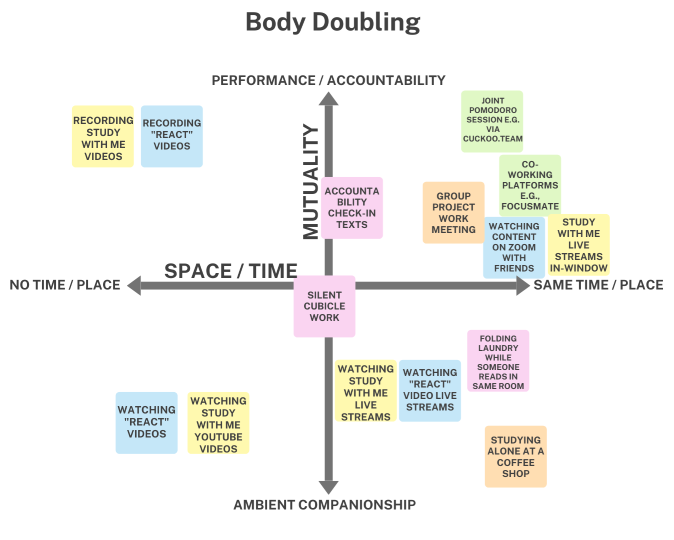 Body Doubling
PERFORMANCE / ACCOUNTABILITY
RECORDING
STUDY
WITH ME
VIDEOS
RECORDING
"REACT"
VIDEOS
JOINT
POMODORO
SESSION E.G.
VIA
CUCKOO.TEAM
MUTUALITY
ACCOUNTA
BILITY
CHECK-IN
TEXTS
CO-
WORKING
PLATFORMS
E.G.,
FOCUSMATE
GROUP
PROJECT
WORK
MEETING
WATCHING
CONTENT
ON ZOOM
WITH
FRIENDS
STUDY
WITH ME
LIVE
STREAMS
IN-WINDOW
SPACE / TIME
NO TIME / PLACE
SAME TIME / PLACE
SILENT
CUBICLE
WORK
FOLDING
LAUNDRY
WHILE
SOMEONE
READS IN
SAME ROOM
WATCHING
STUDY
WITH ME
LIVE
STREAMS
WATCHING
"REACT"
VIDEO LIVE
STREAMS
WATCHING
"REACT"
VIDEOS
WATCHING
STUDY
WITH ME
YOUTUBE
VIDEOS
STUDYING
ALONE AT A
COFFEE
SHOP
AMBIENT COMPANIONSHIP